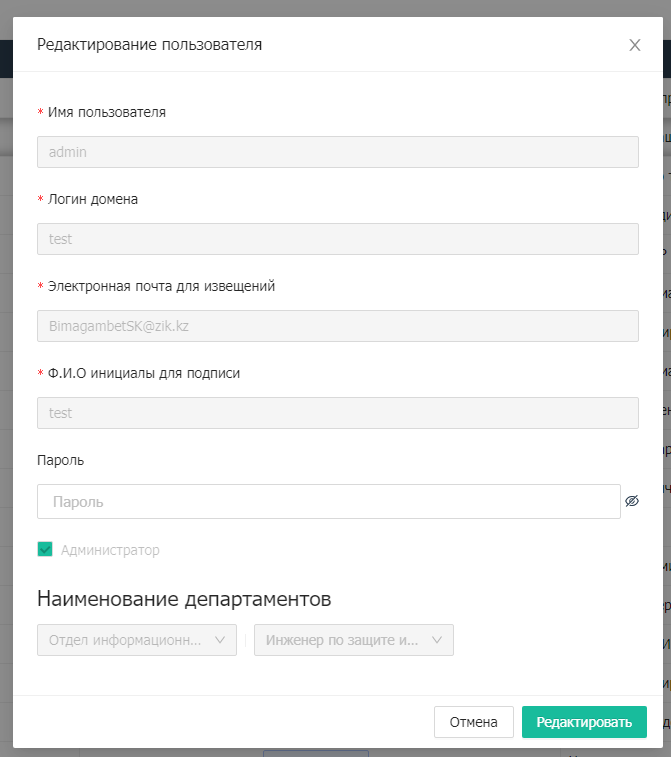 Редактирование пользователя
* Имя пользователя
admin
* Логин домена
test
* Электронная почта для извещений
BimagambetSK@zik.kz
* Ф.И.О инициалы для подписи
test
Пароль
Пароль
Администратор
Наименование департаментов
Отдел информационн... Инженер по защите и...
Отмена Редактировать